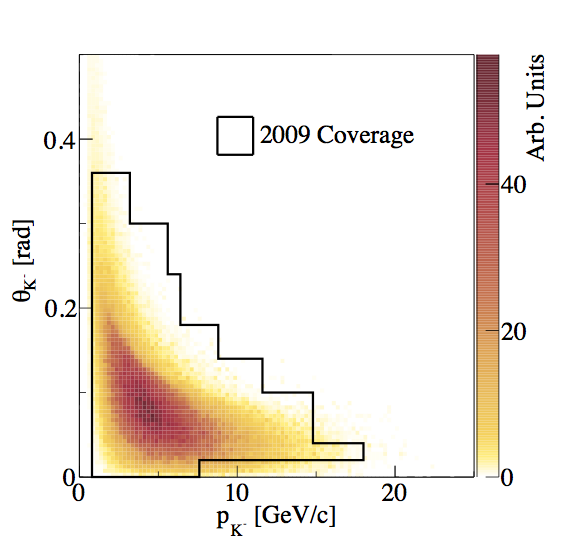 Arb. Units
2009 Coverage
0.4
40
θK- [rad]
0.2
20
0
0
0
10
20
pK- [GeV/c]